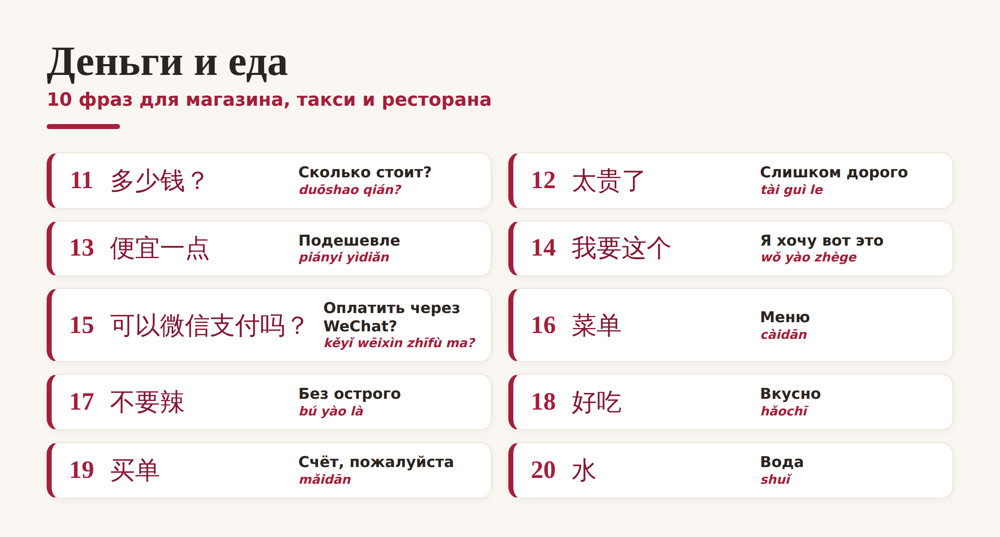 Деньги и еда
10 фраз для магазина, такси и ресторана
11 多少钱？
Сколько стоит?
duōshao qián?
12 太贵了
Слишком дорого
tài guì le
13 便宜一点
Подешевле
piányi yìdiǎn
14 我要这个
Я хочу вот это
wǒ yào zhège
15 可以微信支付吗？
Оплатить через
WeChat?
kěyǐ wēixìn zhīfù ma?
16 菜单
Меню
càidān
17 不要辣
Без острого
bú yào là
18 好吃
Вкусно
hǎochī
19 买单
Счёт, пожалуйста
mǎidān
20 水
Вода
shuǐ